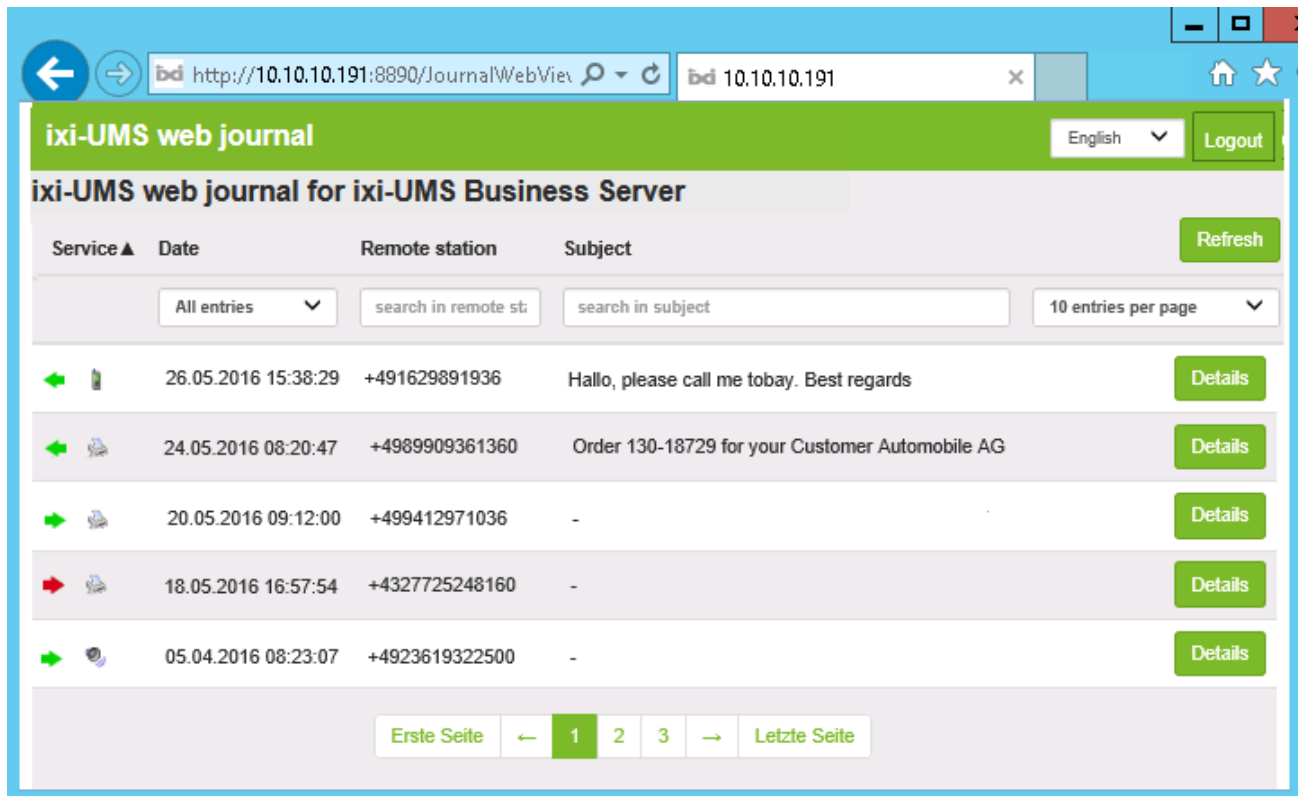 ixi http://10.10.10.191:8890/JournalWebView ixi 10.10.10.191
ixi-UMS web journal English Logout
ixi-UMS web journal for ixi-UMS Business Server
Service▲ Date Remote station Subject Refresh
All entries search in remote sta search in subject 10 entries per page
26.05.2016 15:38:29 +491629891936 Hallo, please call me tobay. Best regards Details
24.05.2016 08:20:47 +4989909361360 Order 130-18729 for your Customer Automobile AG Details
20.05.2016 09:12:00 +499412971036 - Details
18.05.2016 16:57:54 +4327725248160 - Details
05.04.2016 08:23:07 +4923619322500 - Details
Erste Seite ← 1 2 3 → Letzte Seite